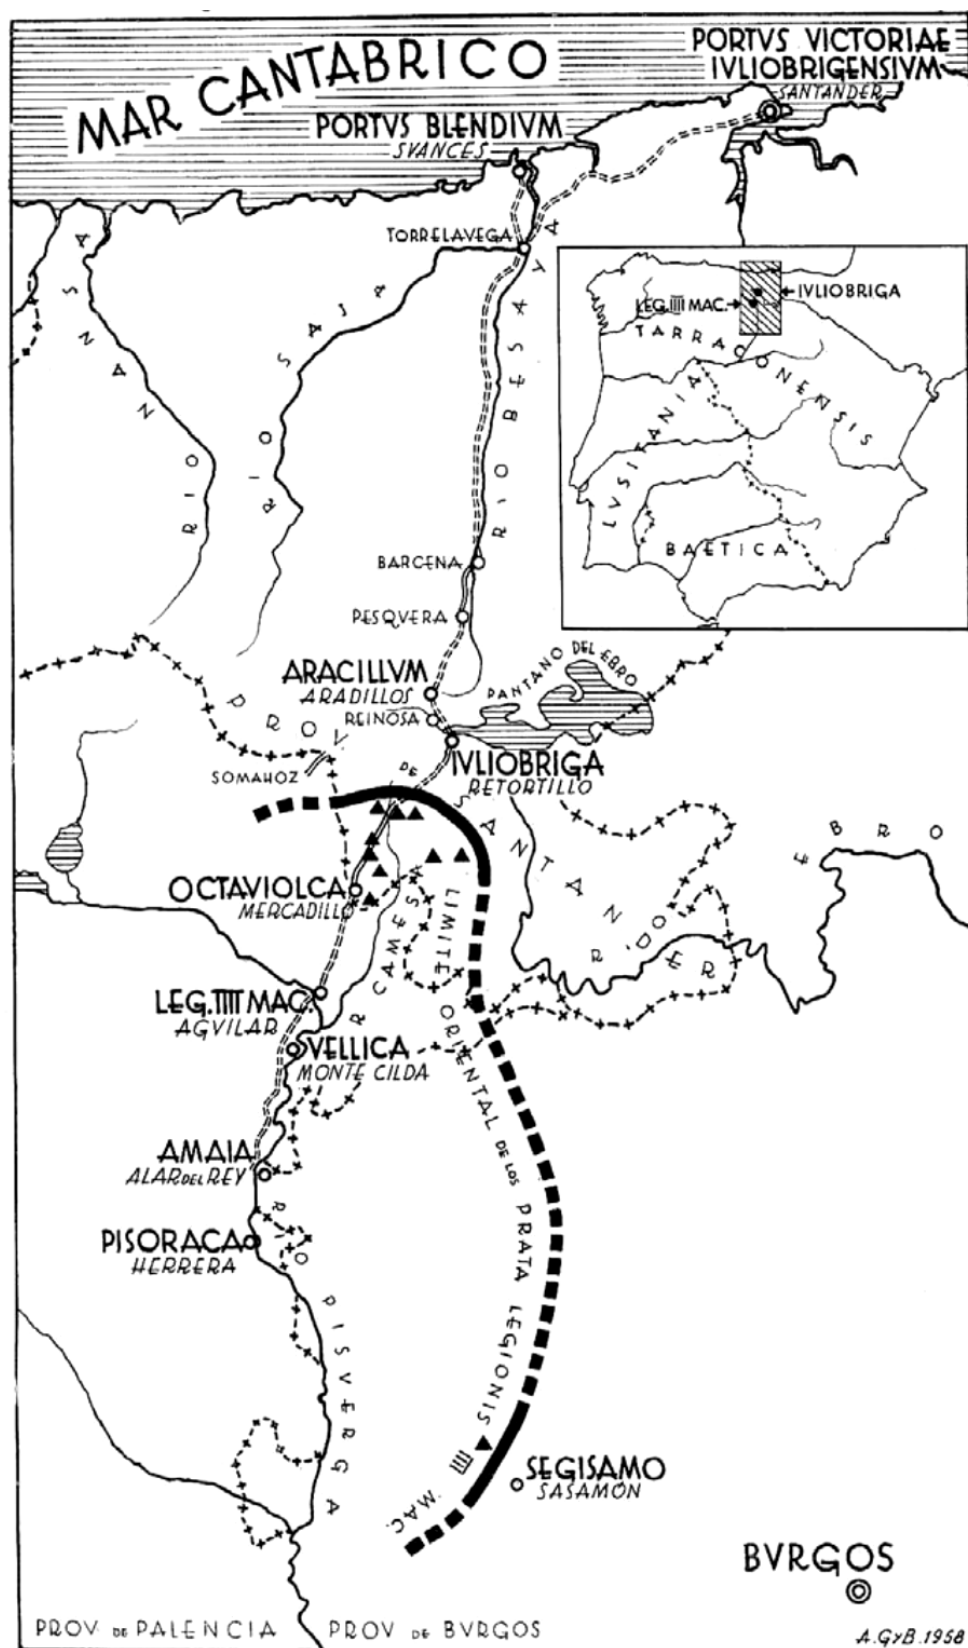 MAR CANTABRICO
PORTVS VICTORIAE
IVLIOBRIGENSIVM
SANTANDER
PORTVS BLENDIVM
SVANCES
TORRELAVEGA
RIO NANSA
RIO SAJA
RIO BESAYA
IVLIOBRIGA
LEG. IIII MAC.
TARRACONENSIS
LVSITANIA
BAETICA
BARCENA
PESQVERA
ARACILLVM
ARADILLOS
REINOSA
PANTANO DEL EBRO
IVLIOBRIGA
RETORTILLO
SOMAHOZ
PROV. DE SANTANDER
RIO EBRO
OCTAVIOLCA
MERCADILLO
R. CAMESA
LIMITE ORIENTAL DE LOS PRATA LEGIONIS IIII MAC.
LEG. IIII MAC.
AGVILAR
VELLICA
MONTE CILDA
AMAIA
ALAR DEL REY
PISORACA
HERRERA
RIO PISVERGA
SEGISAMO
SASAMÓN
BVRGOS
PROV. DE PALENCIA
PROV. DE BVRGOS
A.GyB.1958